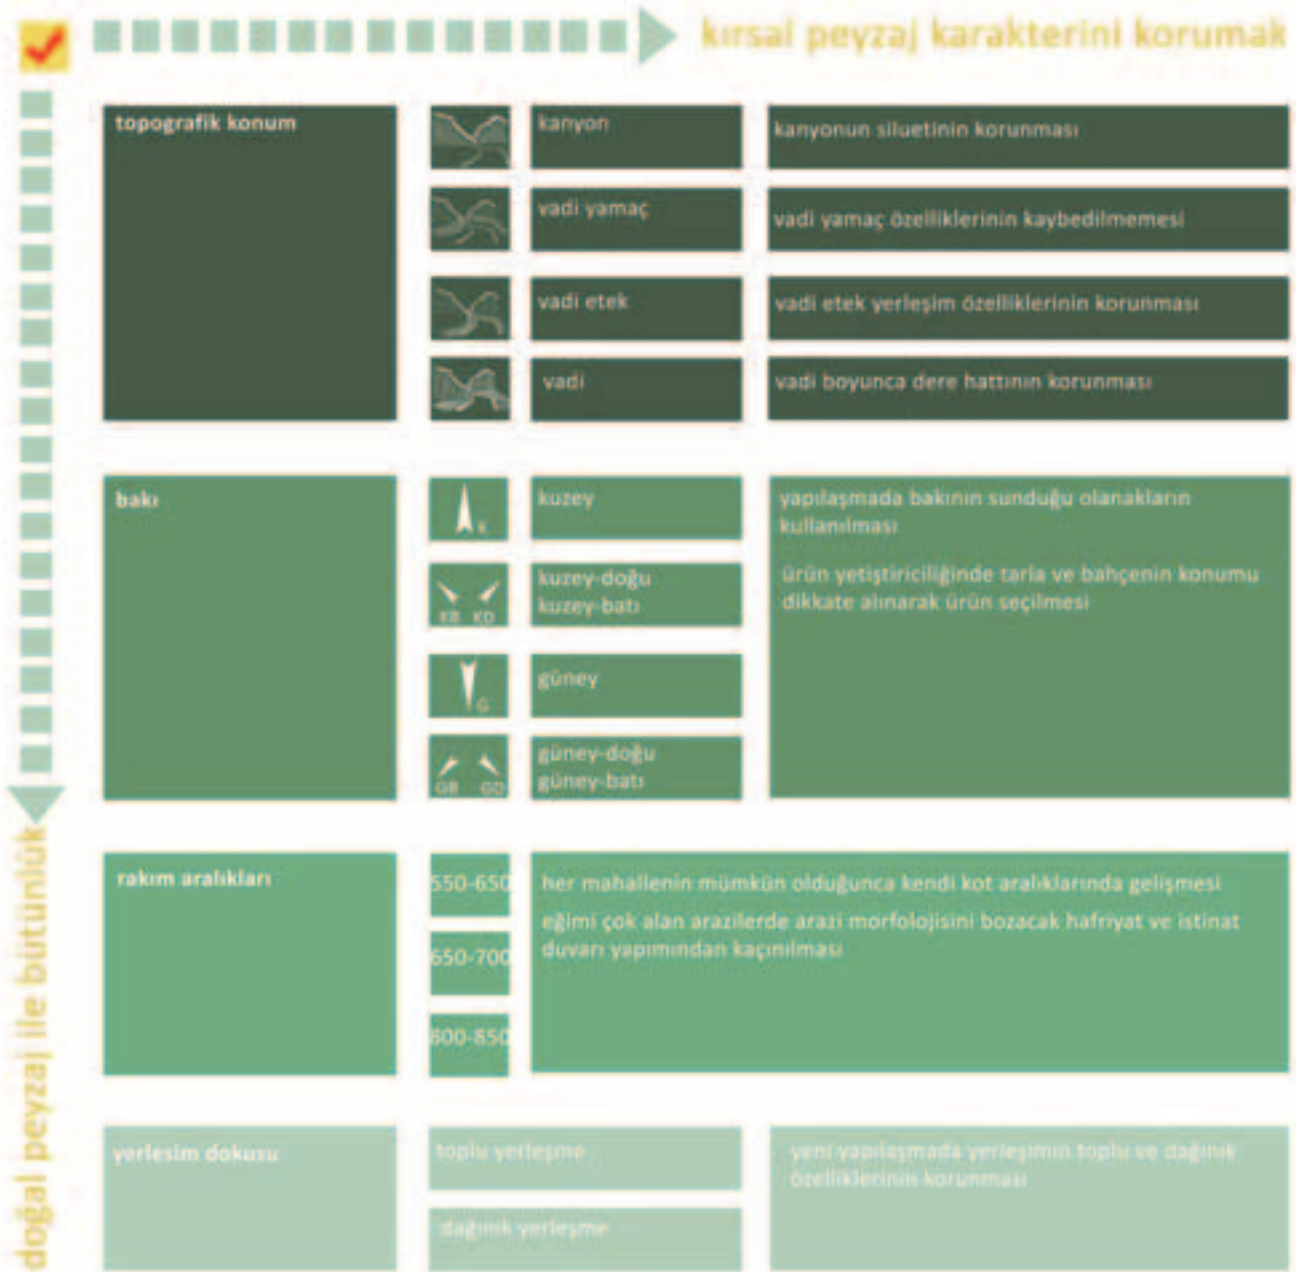 kırsal peyzaj karakterini korumak
doğal peyzaj ile bütünlük
topografik konum
kanyon
kanyonun siluetinin korunması
vadi yamaç
vadi yamaç özelliklerinin kaybedilmemesi
vadi etek
vadi etek yerleşim özelliklerinin korunması
vadi
vadi boyunca dere hattının korunması
bakı
K
kuzey
KB KD
kuzey-doğu
kuzey-batı
G
güney
GB GD
güney-doğu
güney-batı
yapılaşmada bakının sunduğu olanakların
kullanılması
ürün yetiştiriciliğinde tarla ve bahçenin konumu
dikkate alınarak ürün seçilmesi
rakım aralıkları
550-650
650-700
800-850
her mahallenin mümkün olduğunca kendi kot aralıklarında gelişmesi
eğimi çok alan arazilerde arazi morfolojisini bozacak hafriyat ve istinat
duvarı yapımından kaçınılması
yerlesim dokusu
toplu yerleşme
dağınık yerleşme
yeni yapılaşmada yerleşimin toplu ve dağınık
özelliklerinin korunması